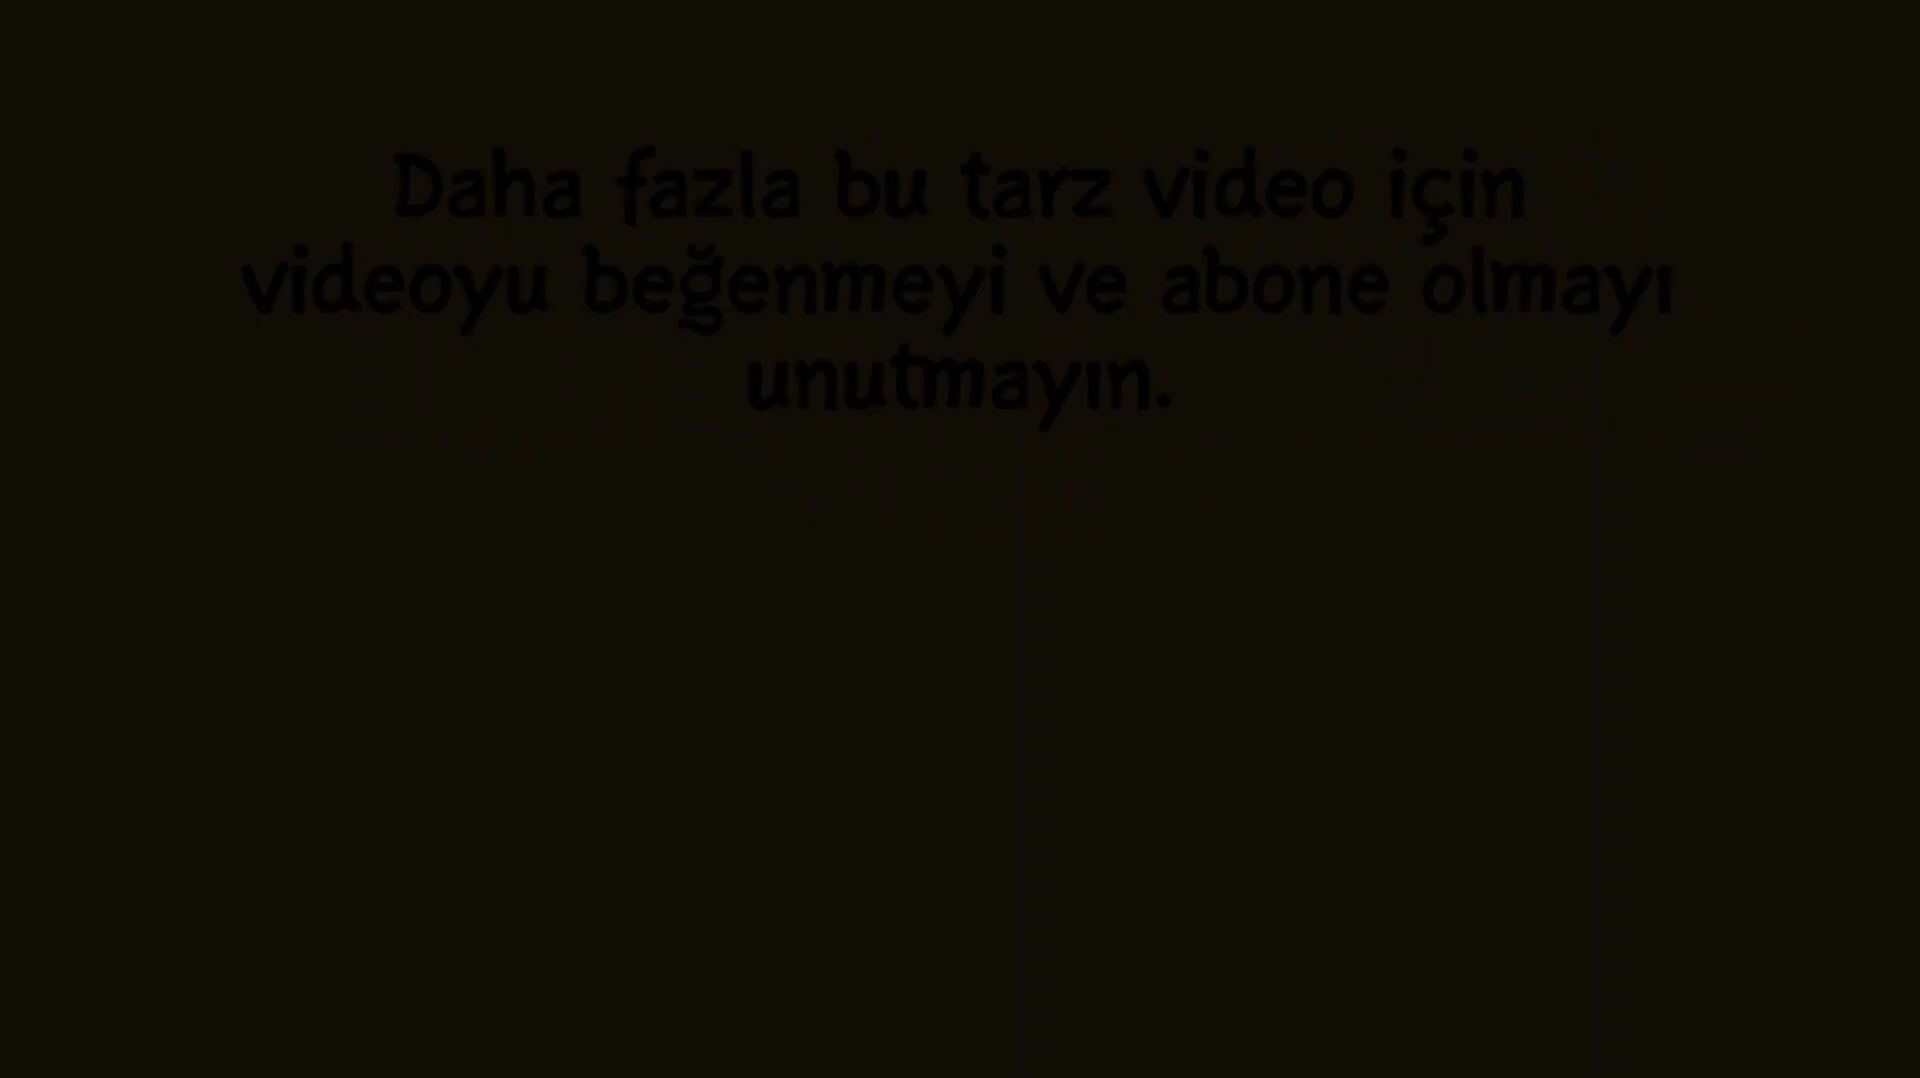 Daha fazla bu tarz video için
videoyu beğenmeyi ve abone olmayı
unutmayın.